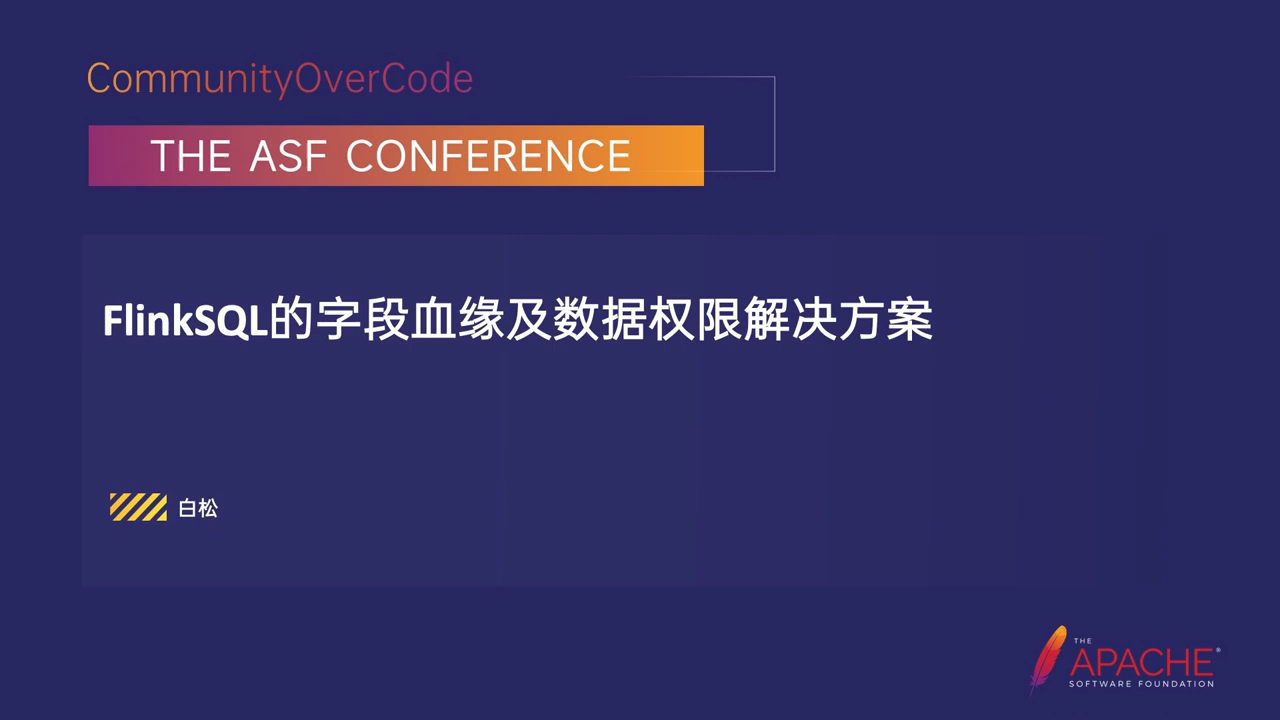 CommunityOverCode
THE ASF CONFERENCE
FlinkSQL的字段血缘及数据权限解决方案
白松
THE
APACHE®
SOFTWARE FOUNDATION